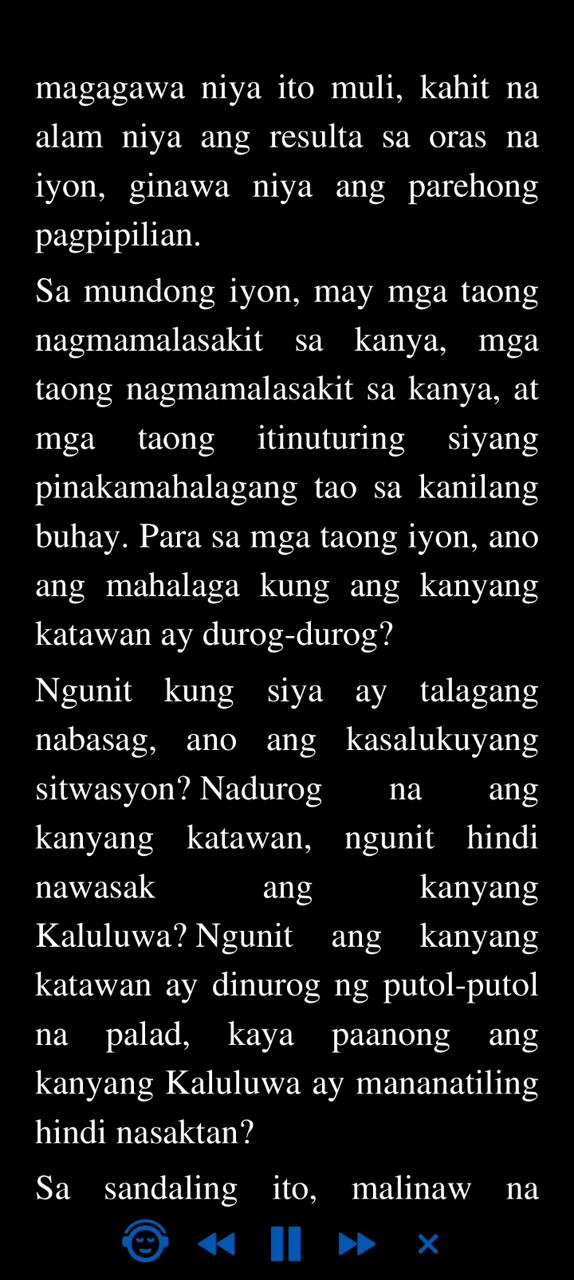 magagawa niya ito muli, kahit na
alam niya ang resulta sa oras na
iyon, ginawa niya ang parehong
pagpipilian.
Sa mundong iyon, may mga taong
nagmamalasakit sa kanya, mga
taong nagmamalasakit sa kanya, at
mga taong itinuturing siyang
pinakamahalagang tao sa kanilang
buhay. Para sa mga taong iyon, ano
ang mahalaga kung ang kanyang
katawan ay durog-durog?
Ngunit kung siya ay talagang
nabasag, ano ang kasalukuyang
sitwasyon? Nadurog na ang
kanyang katawan, ngunit hindi
nawasak ang kanyang
Kaluluwa? Ngunit ang kanyang
katawan ay dinurog ng putol-putol
na palad, kaya paanong ang
kanyang Kaluluwa ay mananatiling
hindi nasaktan?
Sa sandaling ito, malinaw na